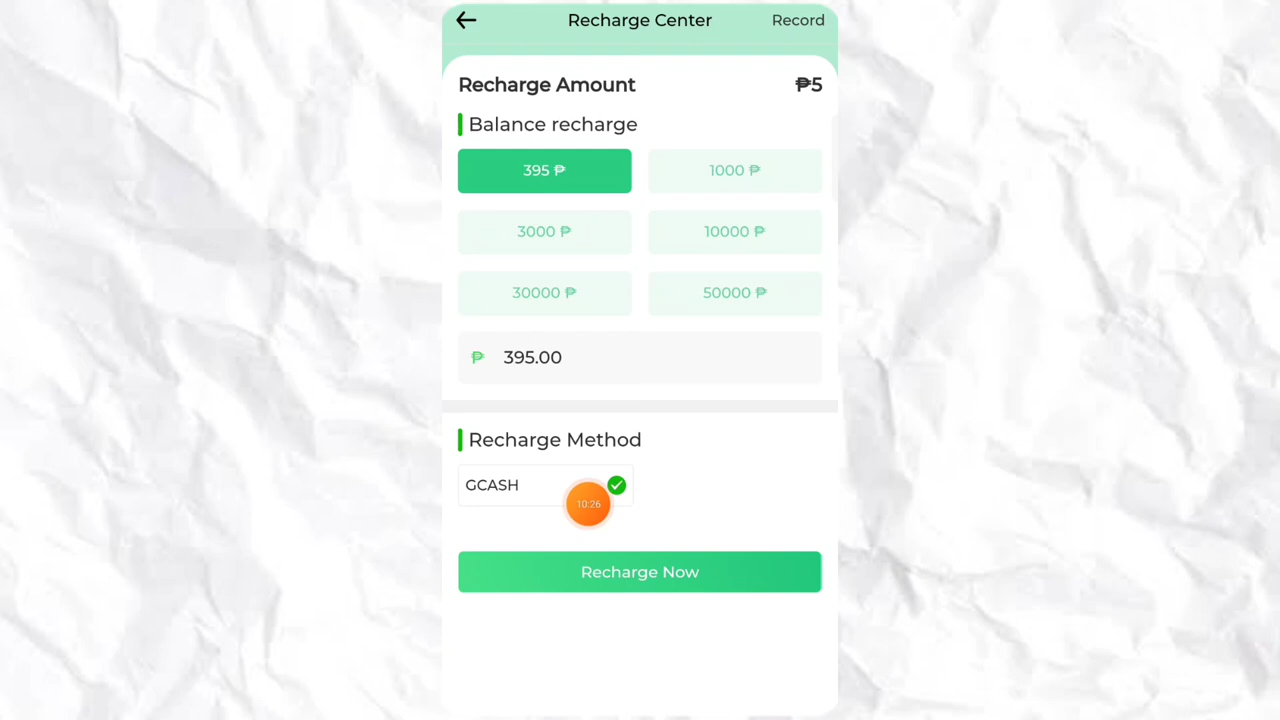 Recharge Center
Record
Recharge Amount ₱5
Balance recharge
395 ₱ 1000 ₱
3000 ₱ 10000 ₱
30000 ₱ 50000 ₱
₱ 395.00
Recharge Method
GCASH
10:26
Recharge Now